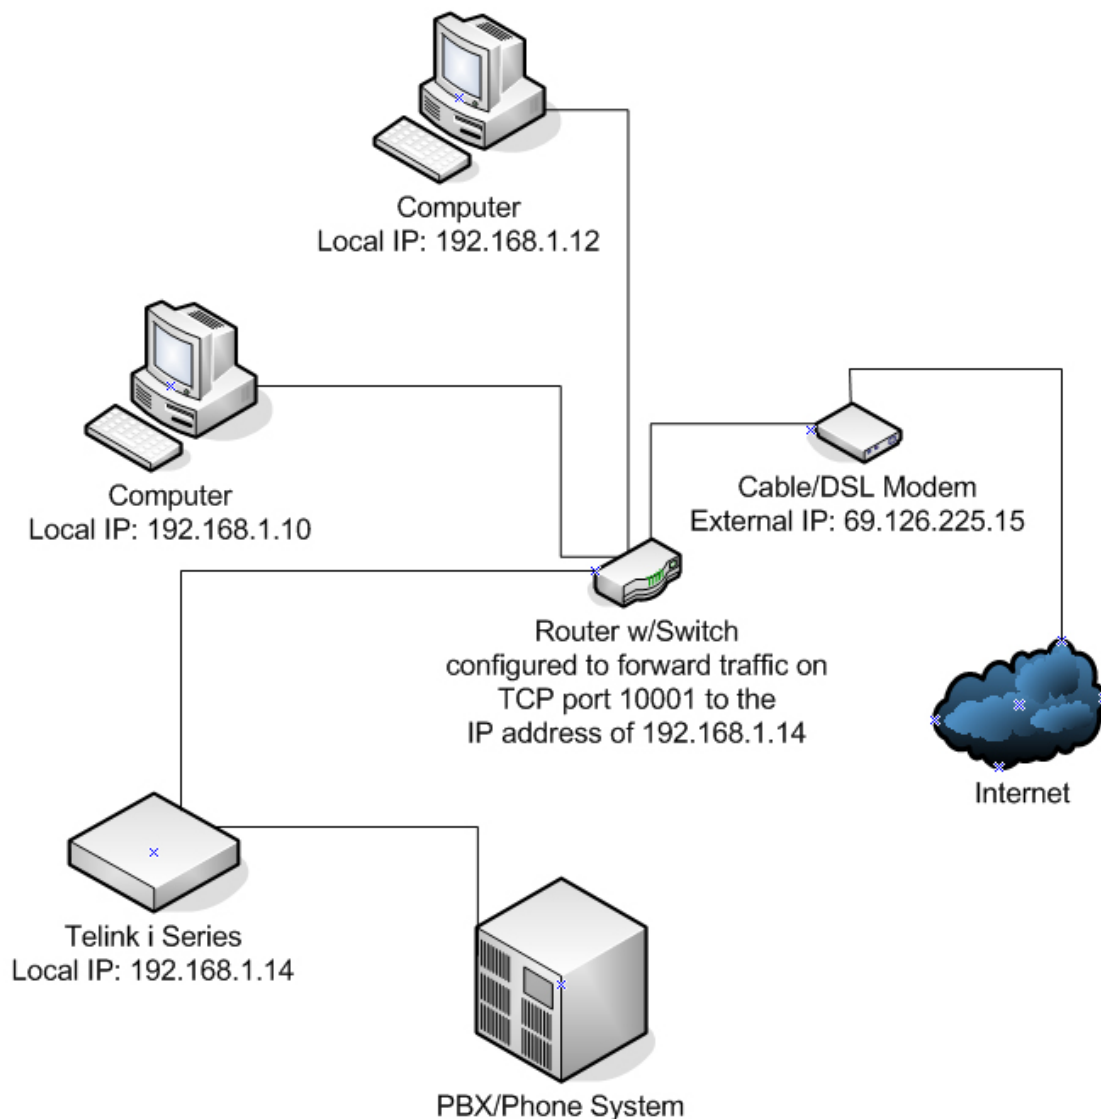 Computer
Local IP: 192.168.1.12
Computer
Local IP: 192.168.1.10
Cable/DSL Modem
External IP: 69.126.225.15
Router w/Switch
configured to forward traffic on
TCP port 10001 to the
IP address of 192.168.1.14
Internet
Telink i Series
Local IP: 192.168.1.14
PBX/Phone System